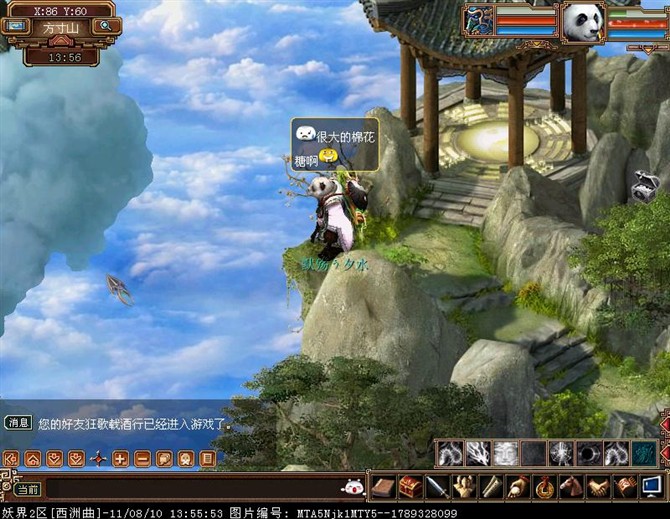 X:86 Y:60
方寸山
13:56
很大的棉花
糖啊
夕水
消息 您的好友狂歌载酒行已经进入游戏了。
当前
妖界2区[西洲曲]-11/08/10 13:55:53 图片编号: MTA5Njk1MTY5--1789328099